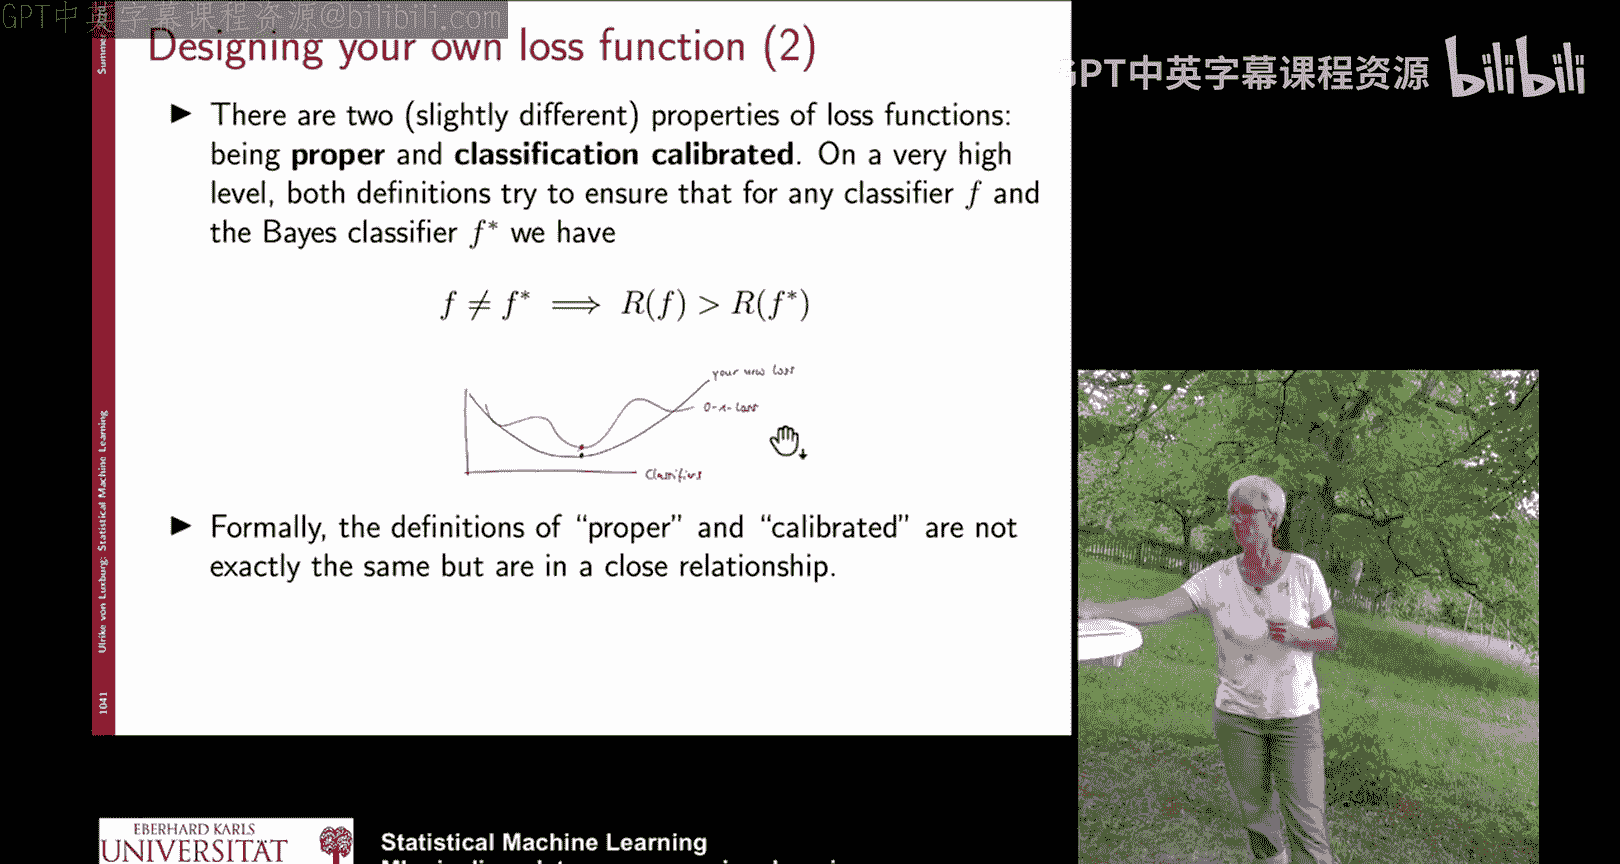 GPT中英字幕课程资源@bilibili.com
Designing your own loss function (2)
GPT中英字幕课程资源 bilibili
▶ There are two (slightly different) properties of loss functions:
being proper and classification calibrated. On a very high
level, both definitions try to ensure that for any classifier f and
the Bayes classifier f* we have
f ≠ f* ⟹ R(f) > R(f*)
your new loss
0-1-loss
Classifiers
▶ Formally, the definitions of “proper” and “calibrated” are not
exactly the same but are in a close relationship.
Ulrike von Luxburg: Statistical Machine Learning
1041
EBERHARD KARLS
UNIVERSITÄT
Statistical Machine Learning